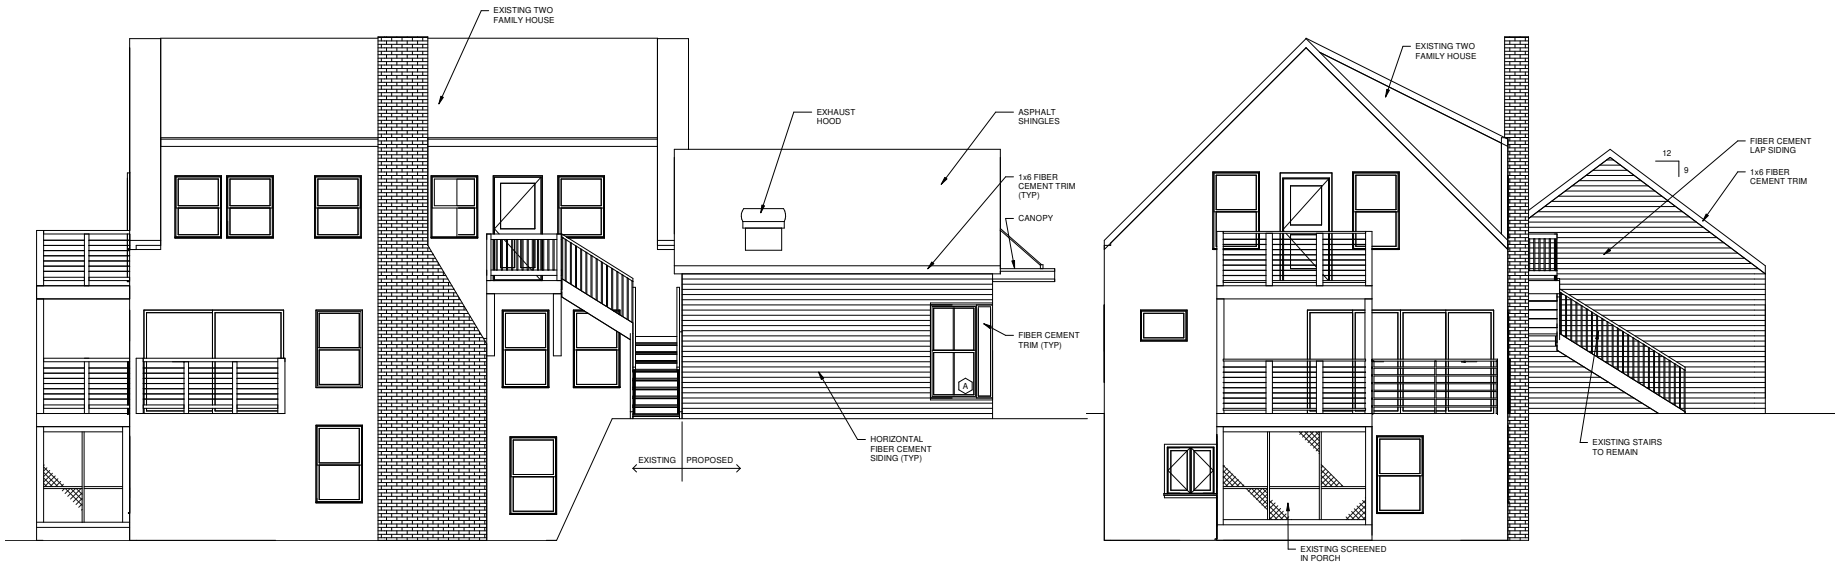 EXISTING TWO
FAMILY HOUSE
EXHAUST
HOOD
ASPHALT
SHINGLES
1x6 FIBER
CEMENT TRIM
(TYP)
CANOPY
FIBER CEMENT
TRIM (TYP)
A
HORIZONTAL
FIBER CEMENT
SIDING (TYP)
EXISTING PROPOSED
EXISTING TWO
FAMILY HOUSE
12
9
FIBER CEMENT
LAP SIDING
1x6 FIBER
CEMENT TRIM
EXISTING STAIRS
TO REMAIN
EXISTING SCREENED
IN PORCH